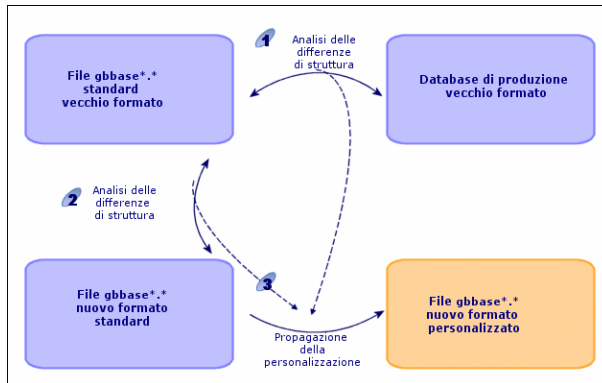 1
Analisi delle
differenze
di struttura
File gbbase*.*
standard
vecchio formato
Database di produzione
vecchio formato
2
Analisi delle
differenze
di struttura
File gbbase*.*
nuovo formato
standard
3
Propagazione
della
personalizzazione
File gbbase*.*
nuovo formato
personalizzato